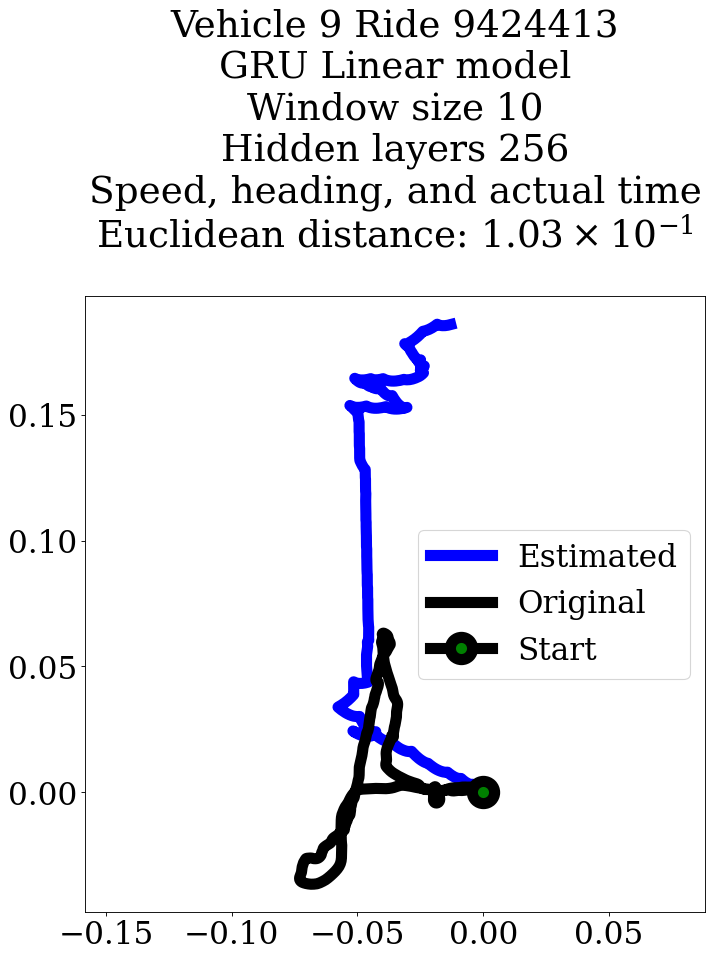 Vehicle 9 Ride 9424413
GRU Linear model
Window size 10
Hidden layers 256
Speed, heading, and actual time
Euclidean distance: 1.03 × 10⁻¹
0.15
0.10
0.05
0.00
Estimated
Original
Start
−0.15 −0.10 −0.05 0.00 0.05